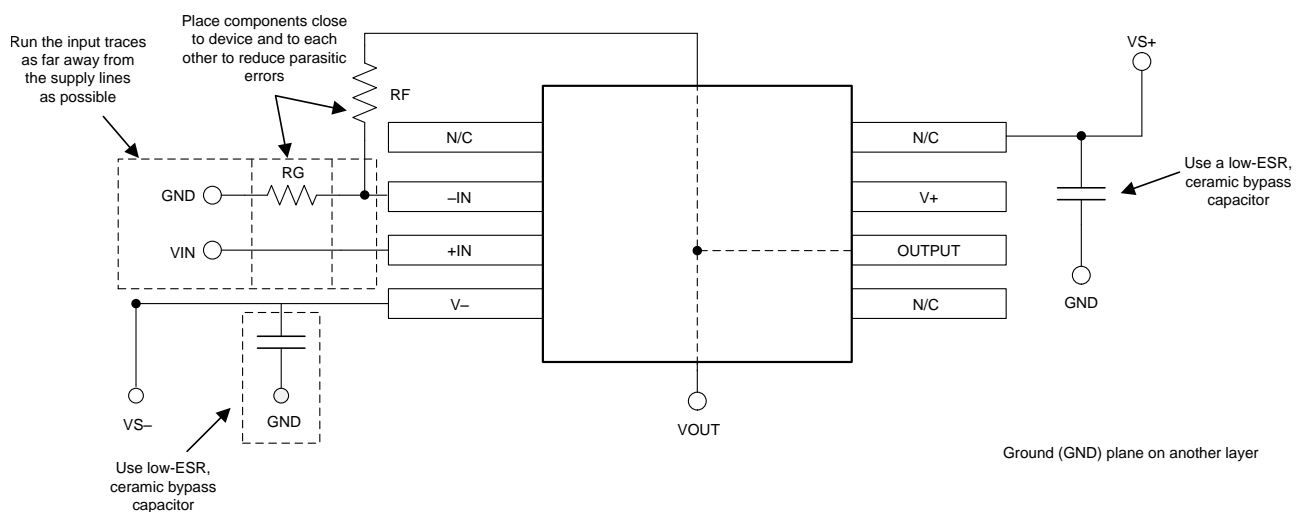 Run the input traces
as far away from
the supply lines
as possible
Place components close
to device and to each
other to reduce parasitic
errors
RF
VS+
N/C
N/C
Use a low-ESR,
ceramic bypass
capacitor
RG
GND
–IN
V+
VIN
+IN
OUTPUT
GND
V–
N/C
VS–
GND
VOUT
Ground (GND) plane on another layer
Use low-ESR,
ceramic bypass
capacitor